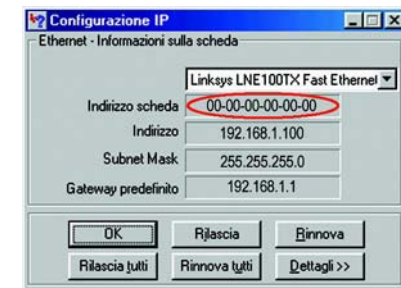 Configurazione IP
Ethernet - Informazioni sulla scheda
Linksys LNE100TX Fast Ethernet
Indirizzo scheda 00-00-00-00-00-00
Indirizzo 192.168.1.100
Subnet Mask 255.255.255.0
Gateway predefinito 192.168.1.1
OK Rilascia Rinnova
Rilascia tutti Rinnova tutti Dettagli >>